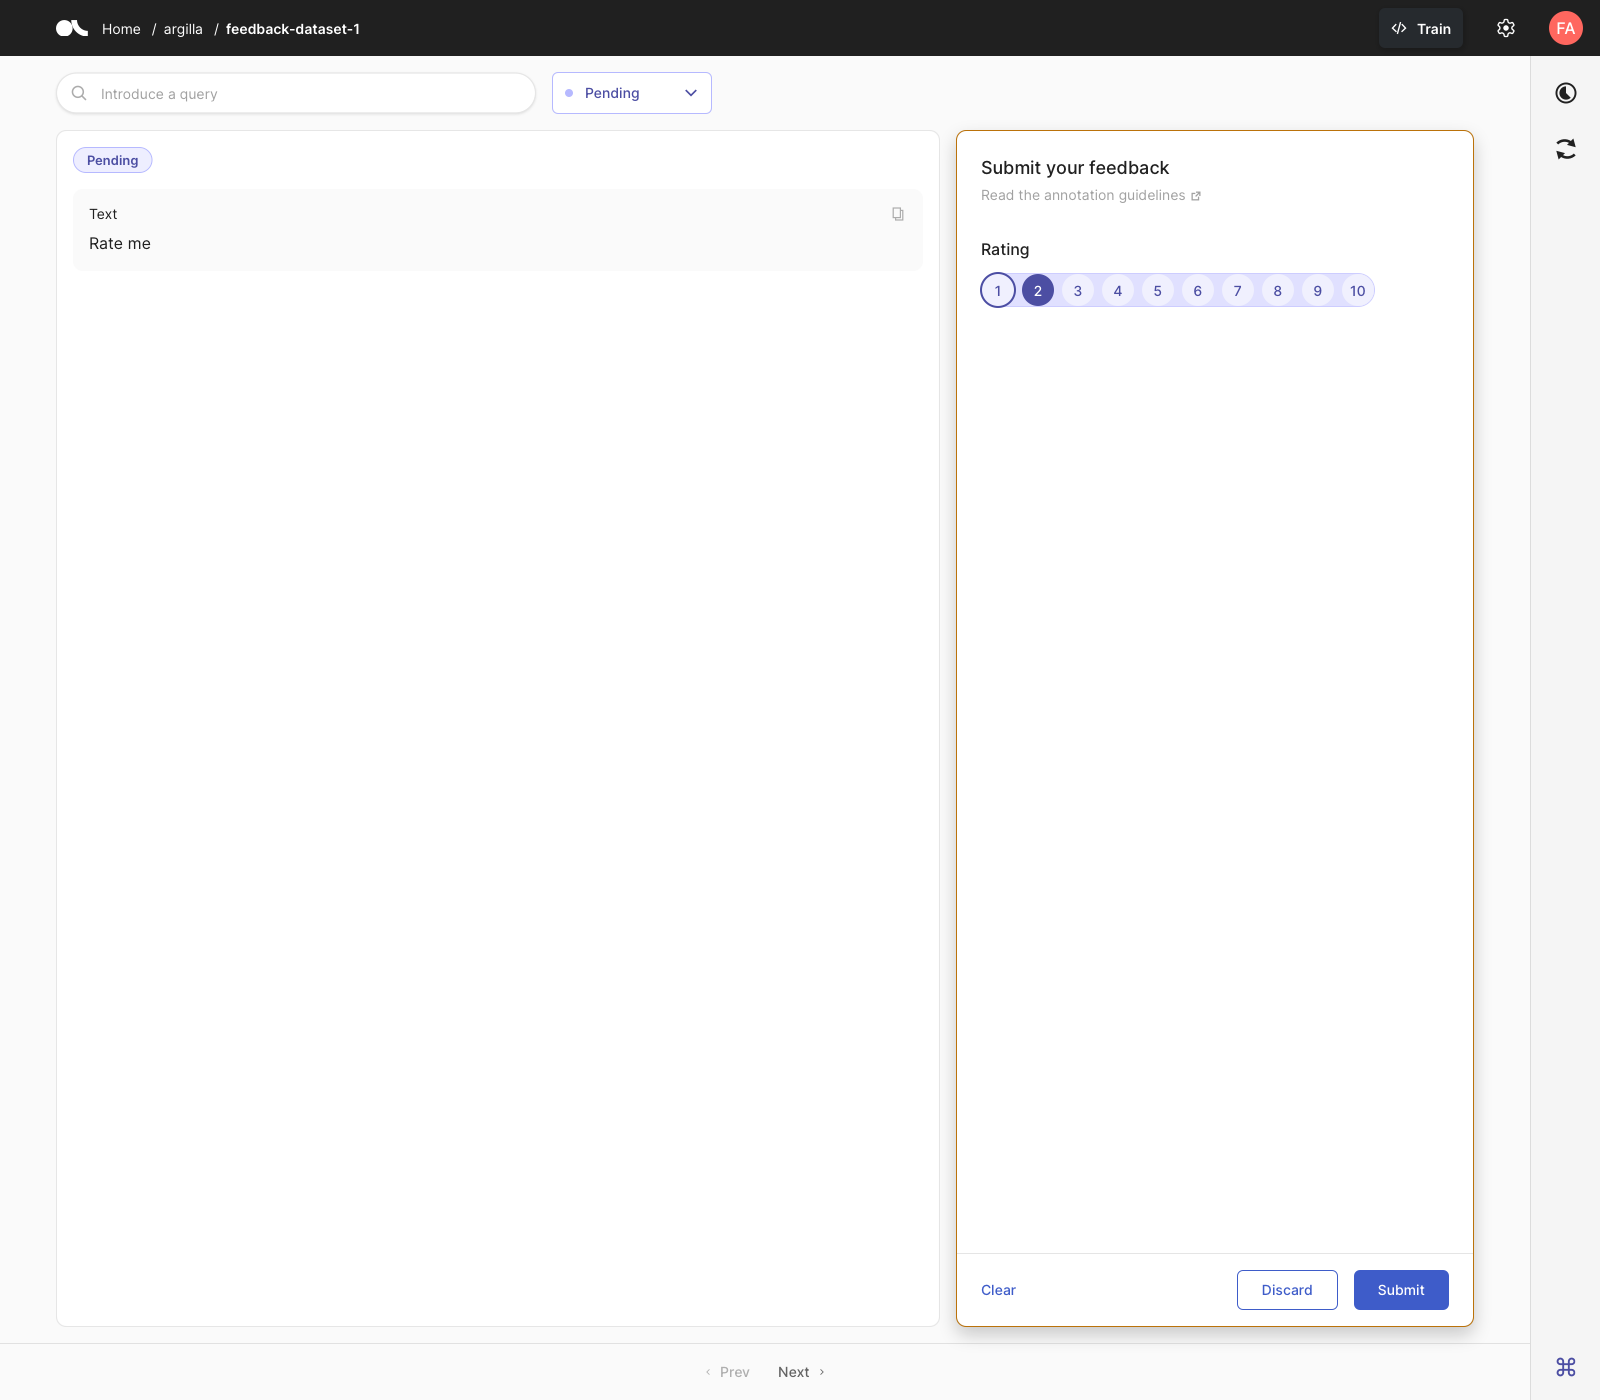 Home / argilla / feedback-dataset-1
</> Train
FA
Introduce a query
Pending
Pending
Text
Rate me
Submit your feedback
Read the annotation guidelines
Rating
1 2 3 4 5 6 7 8 9 10
Clear
Discard
Submit
Prev
Next